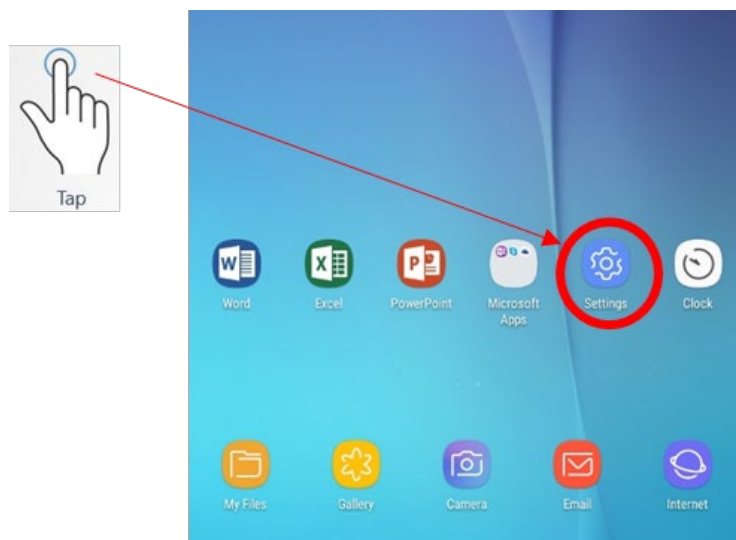 Tap
Word Excel PowerPoint Microsoft Apps Settings Clock
My Files Gallery Camera Email Internet